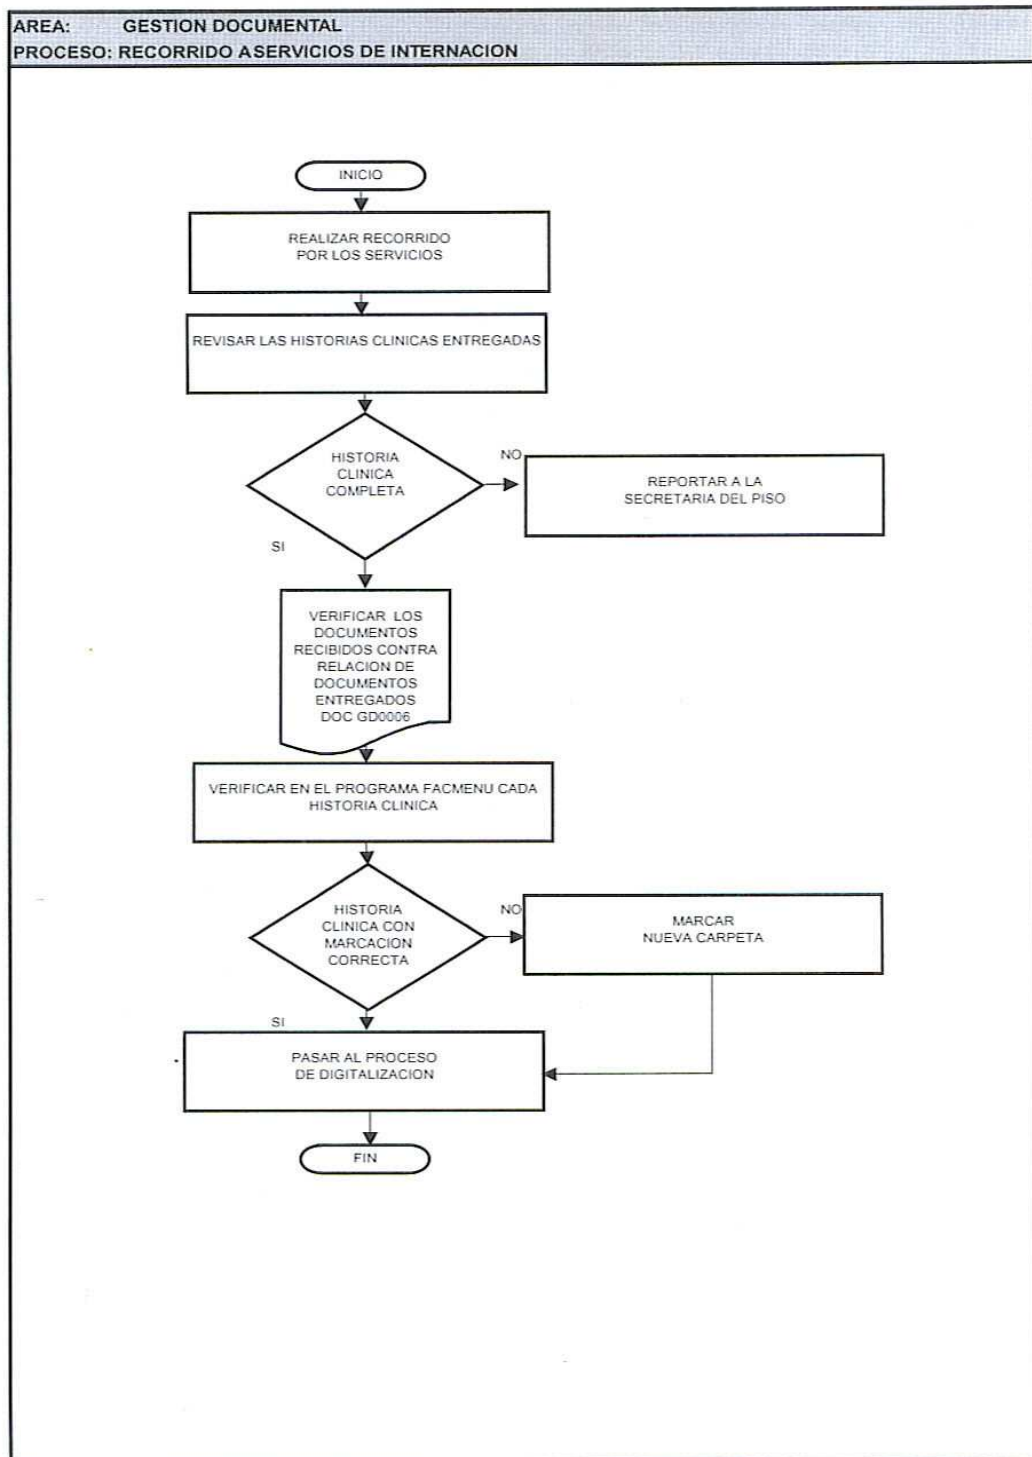 AREA: GESTION DOCUMENTAL
PROCESO: RECORRIDO A SERVICIOS DE INTERNACION
INICIO
REALIZAR RECORRIDO
POR LOS SERVICIOS
REVISAR LAS HISTORIAS CLINICAS ENTREGADAS
HISTORIA
CLINICA
COMPLETA
NO
REPORTAR A LA
SECRETARIA DEL PISO
SI
VERIFICAR LOS
DOCUMENTOS
RECIBIDOS CONTRA
RELACION DE
DOCUMENTOS
ENTREGADOS
DOC GD0006
VERIFICAR EN EL PROGRAMA FACMENU CADA
HISTORIA CLINICA
HISTORIA
CLINICA CON
MARCACION
CORRECTA
NO
MARCAR
NUEVA CARPETA
SI
PASAR AL PROCESO
DE DIGITALIZACION
FIN